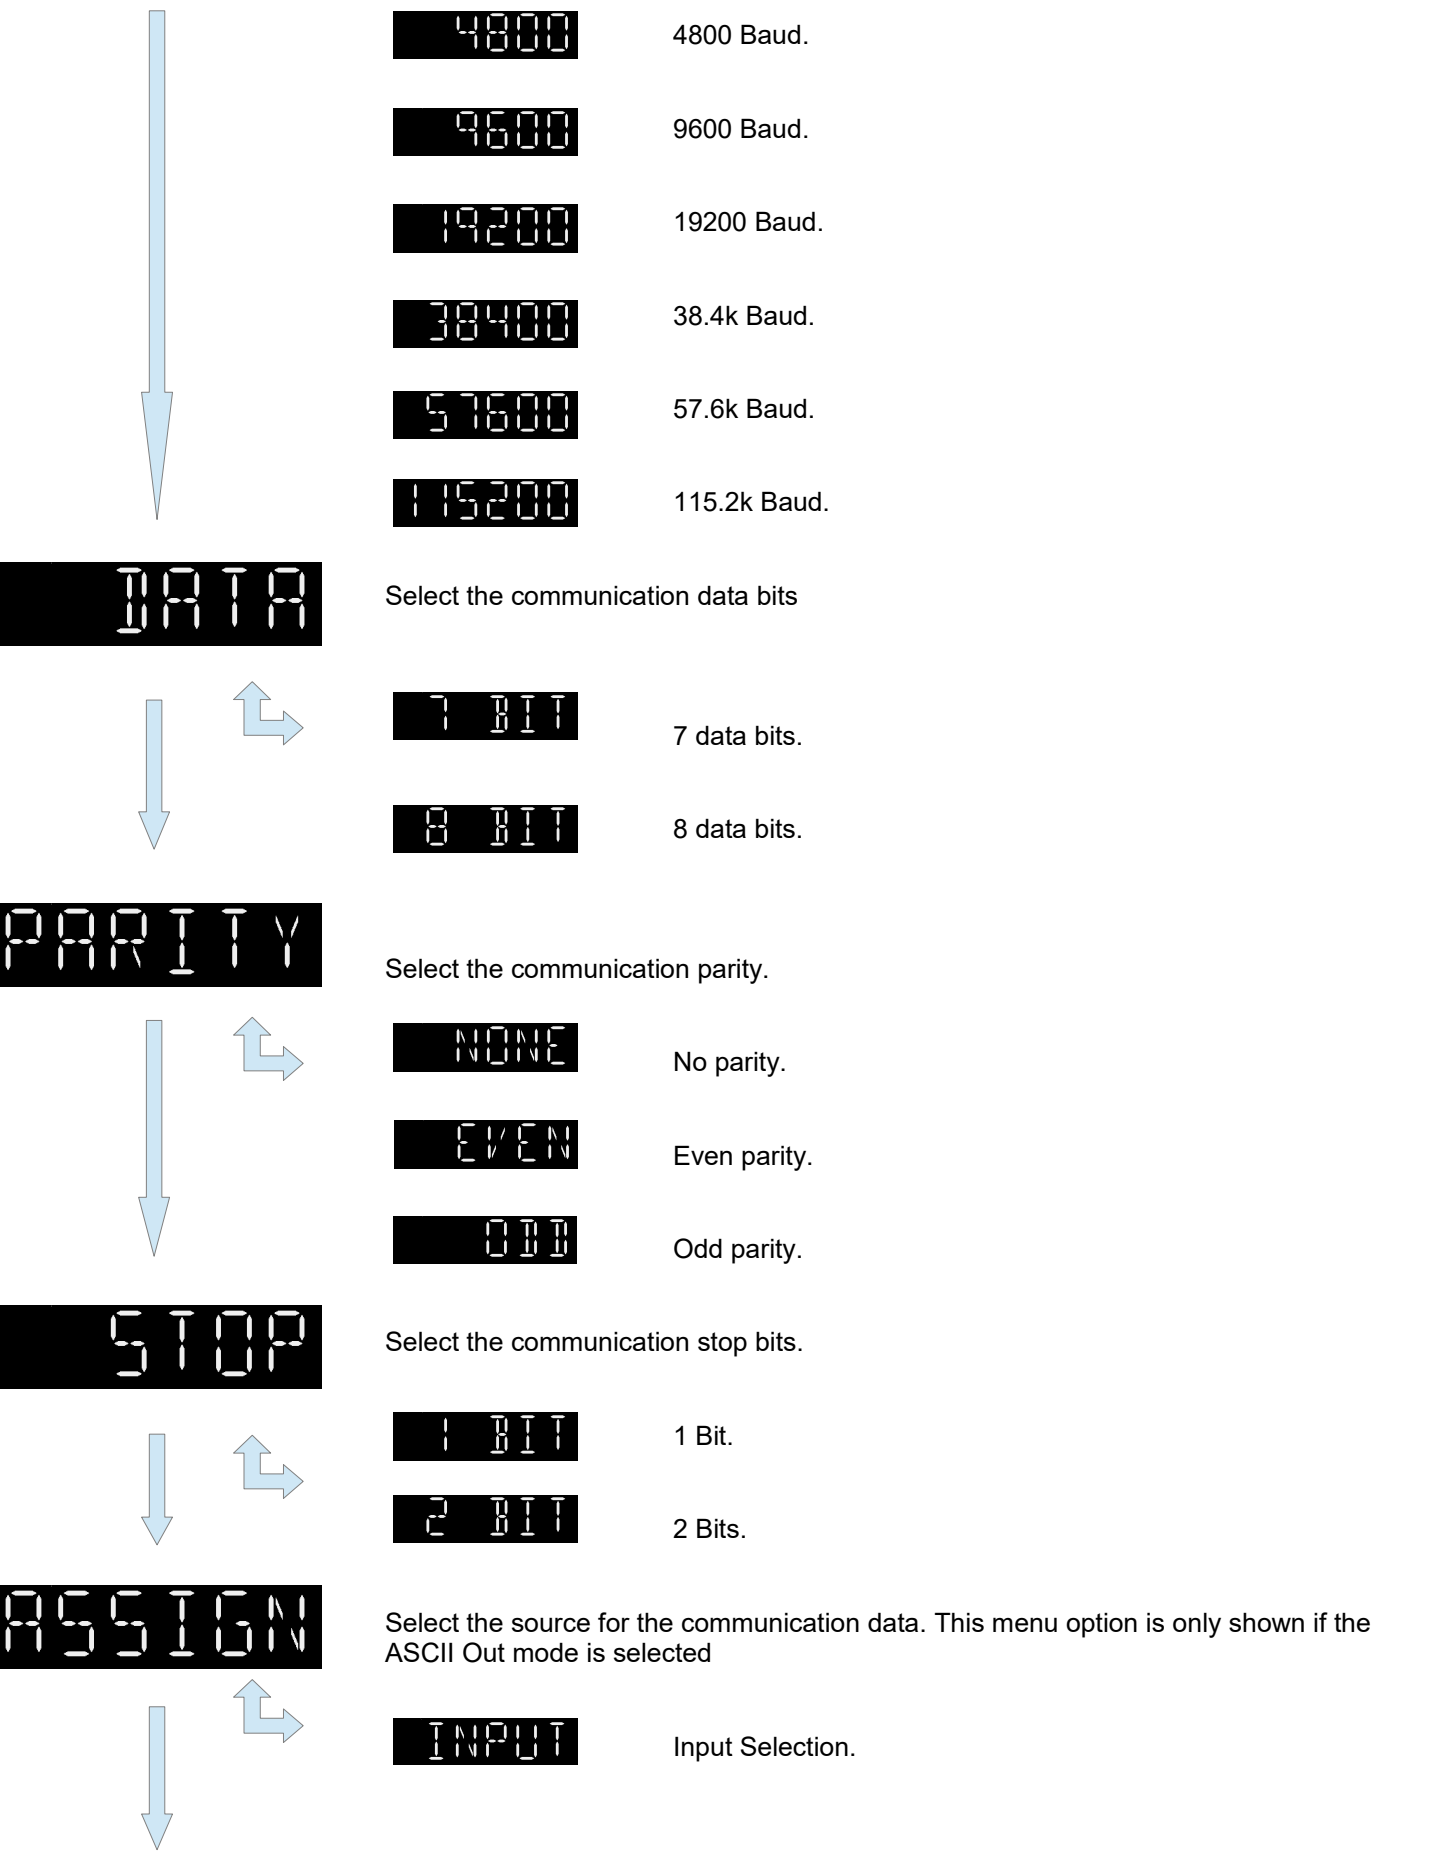 4800 4800 Baud.
9600 9600 Baud.
19200 19200 Baud.
38400 38.4k Baud.
57600 57.6k Baud.
115200 115.2k Baud.
DATA Select the communication data bits
7 BIT 7 data bits.
8 BIT 8 data bits.
PARITY Select the communication parity.
NONE No parity.
EVEN Even parity.
ODD Odd parity.
STOP Select the communication stop bits.
1 BIT 1 Bit.
2 BIT 2 Bits.
ASSIGN Select the source for the communication data. This menu option is only shown if the
ASCII Out mode is selected
INPUT Input Selection.